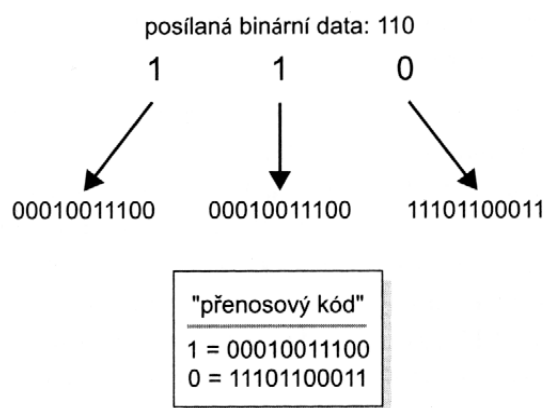 posílaná binární data: 110
1 1 0
00010011100 00010011100 11101100011
"přenosový kód"
1 = 00010011100
0 = 11101100011